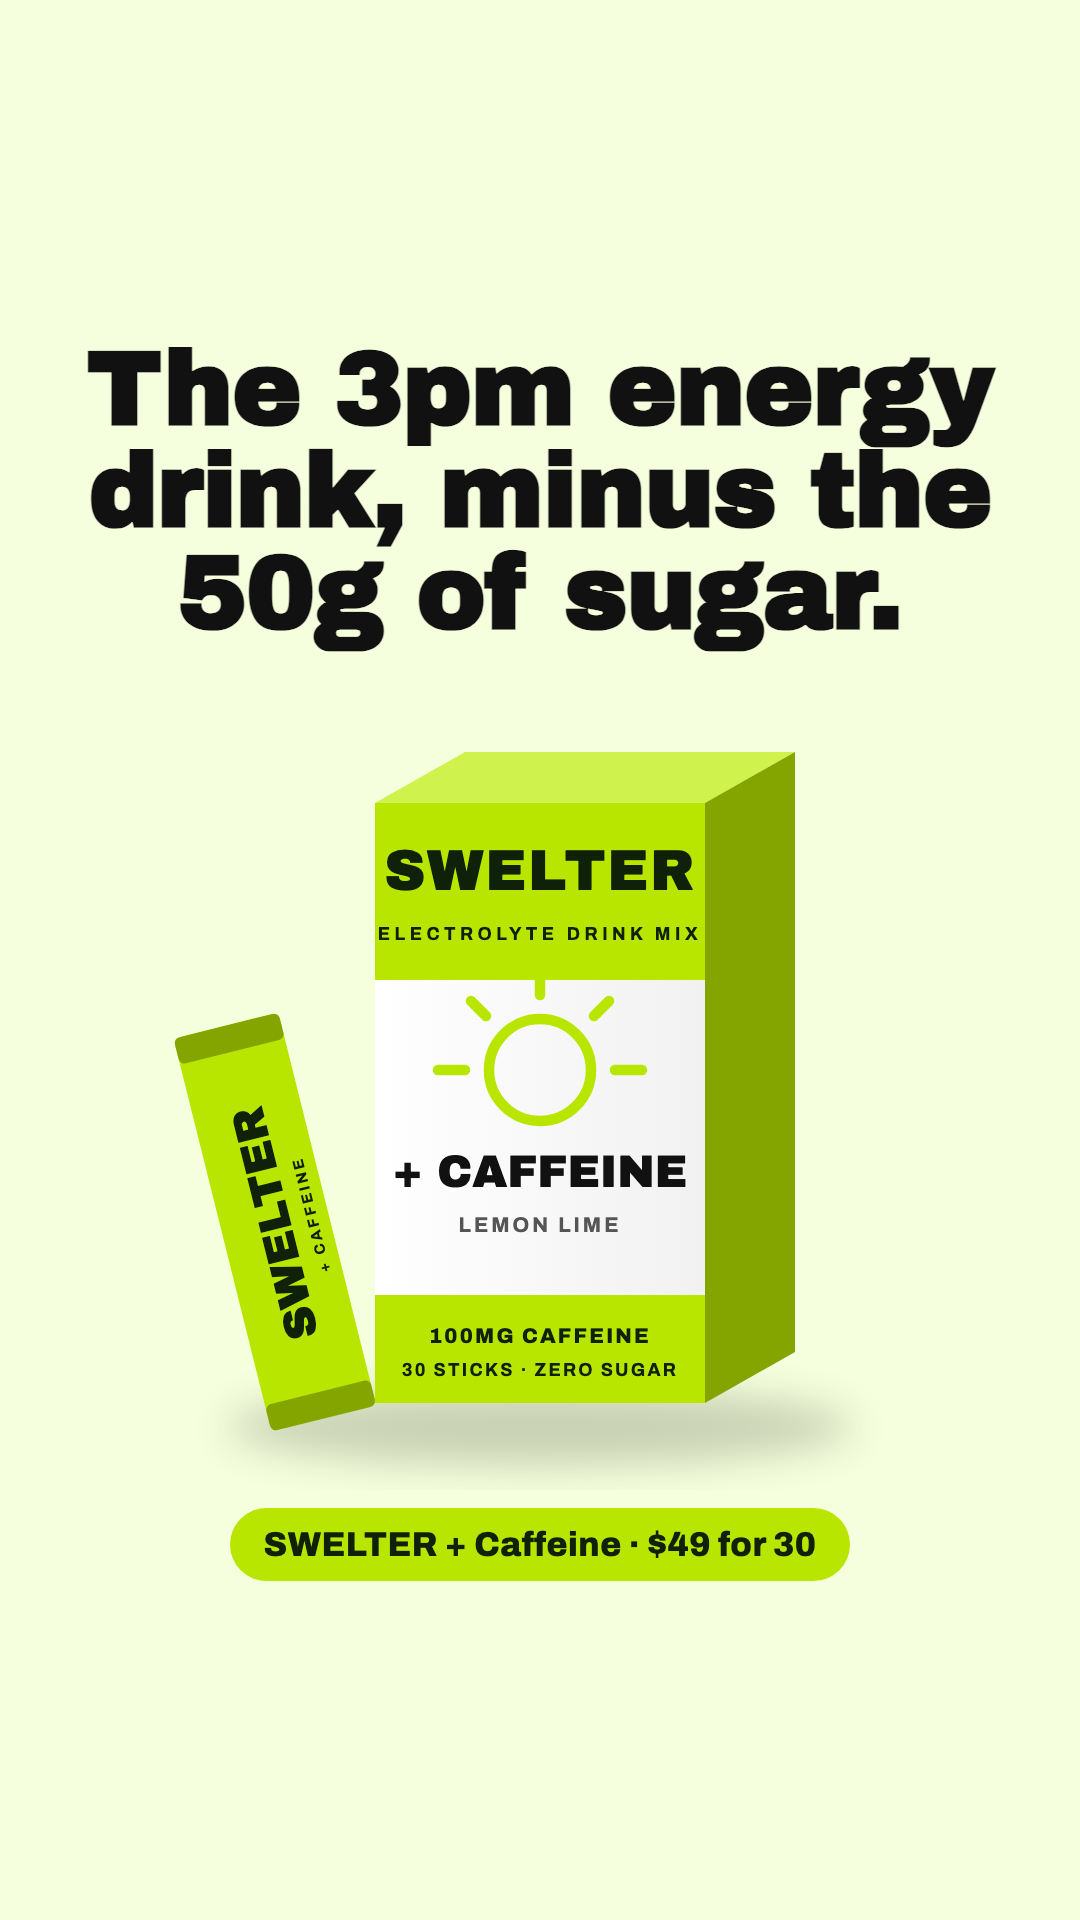 The 3pm energy
drink, minus the
50g of sugar.
SWELTER
ELECTROLYTE DRINK MIX
+ CAFFEINE
LEMON LIME
100MG CAFFEINE
30 STICKS · ZERO SUGAR
SWELTER
+ CAFFEINE
SWELTER + Caffeine · $49 for 30